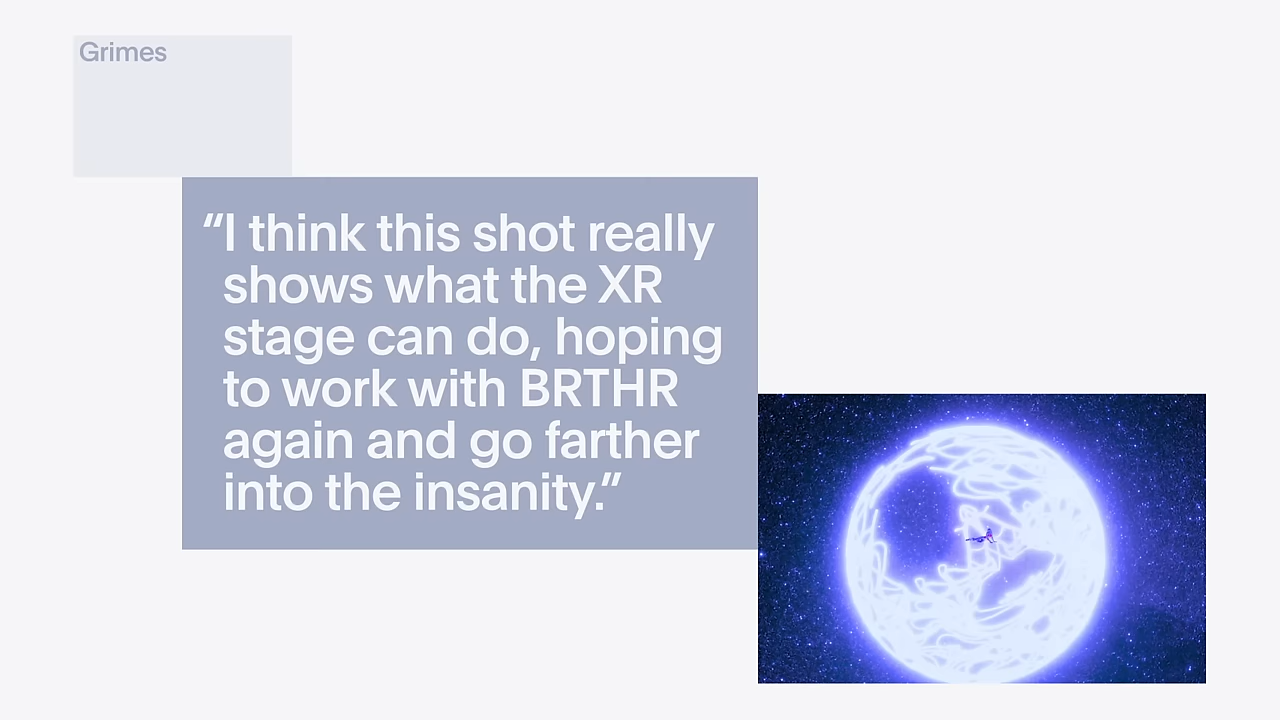 Grimes
“I think this shot really
shows what the XR
stage can do, hoping
to work with BRTHR
again and go farther
into the insanity.”